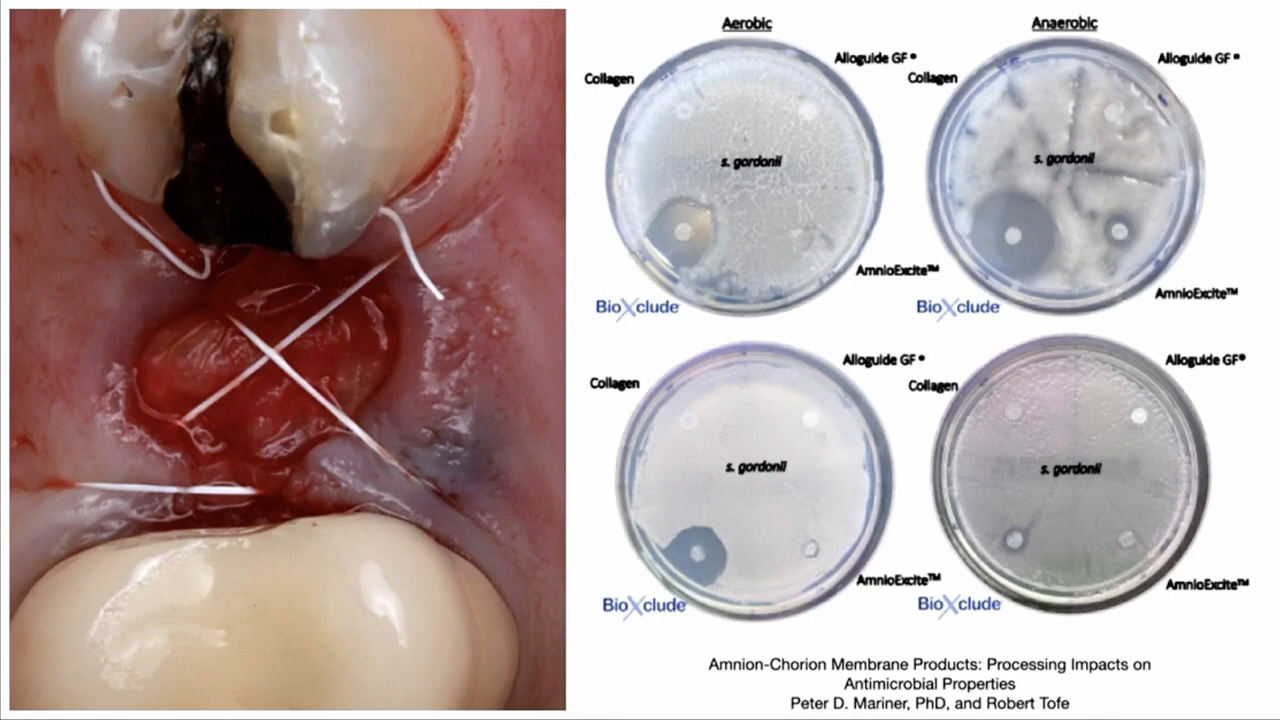 Aerobic
Anaerobic
Collagen
Alloguide GF®
s. gordonii
BioXclude
AmnioExcite™
Collagen
Alloguide GF®
s. gordonii
BioXclude
AmnioExcite™
Collagen
Alloguide GF®
s. gordonii
BioXclude
AmnioExcite™
Collagen
Alloguide GF®
s. gordonii
BioXclude
AmnioExcite™
Amnion-Chorion Membrane Products: Processing Impacts on
Antimicrobial Properties
Peter D. Mariner, PhD, and Robert Tofe